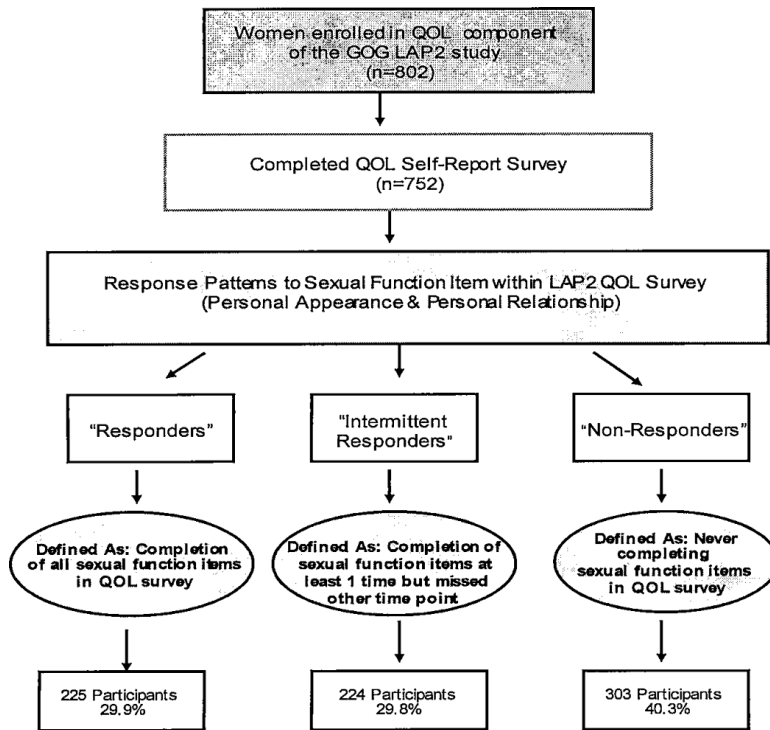 Women enrolled in QOL component
of the GOG LAP2 study
(n=802)
Completed QOL Self-Report Survey
(n=752)
Response Patterns to Sexual Function Item within LAP2 QOL Survey
(Personal Appearance & Personal Relationship)
"Responders"
"Intermittent
Responders"
"Non-Responders"
Defined As: Completion
of all sexual function items
in QOL survey
Defined As: Completion of
sexual function items at
least 1 time but missed
other time point
Defined As: Never
completing
sexual function items
in QOL survey
225 Participants
29.9%
224 Participants
29.8%
303 Participants
40.3%